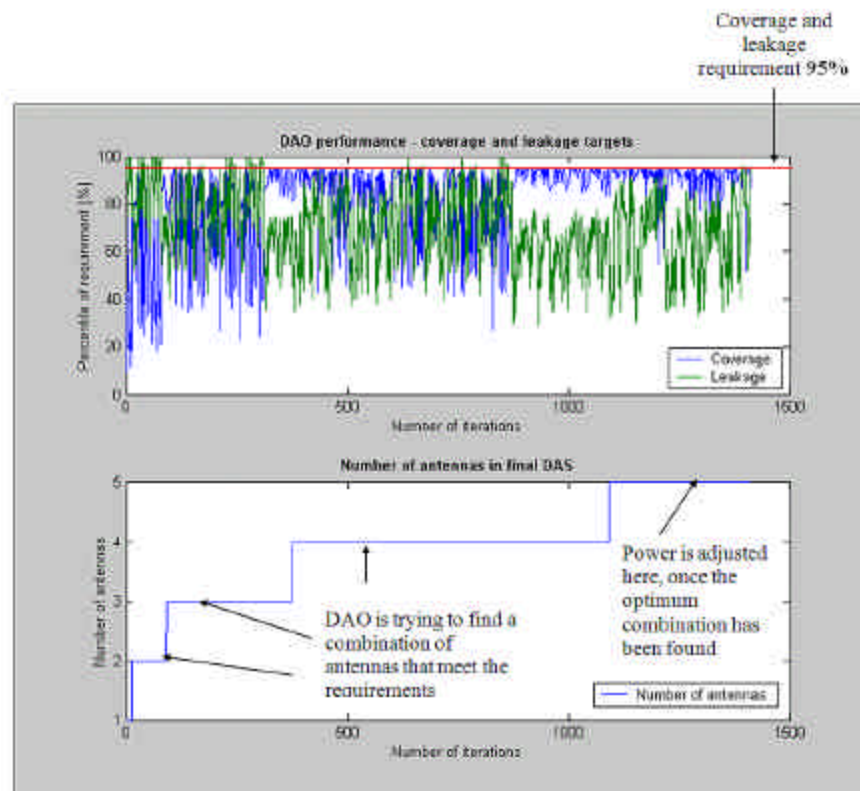 Coverage and
leakage
requirement 95%
DAO performance - coverage and leakage targets
100
80
60
40
20
0
Percentile of requirement [%]
Coverage
Leakage
0
500
1000
1500
Number of iterations
Number of antennas in final DAS
5
4
3
2
1
Number of antennas
Power is adjusted
here, once the
optimum
combination has
been found
DAO is trying to find a
combination of
antennas that meet the
requirements
Number of antennas
0
500
1000
1500
Number of iterations